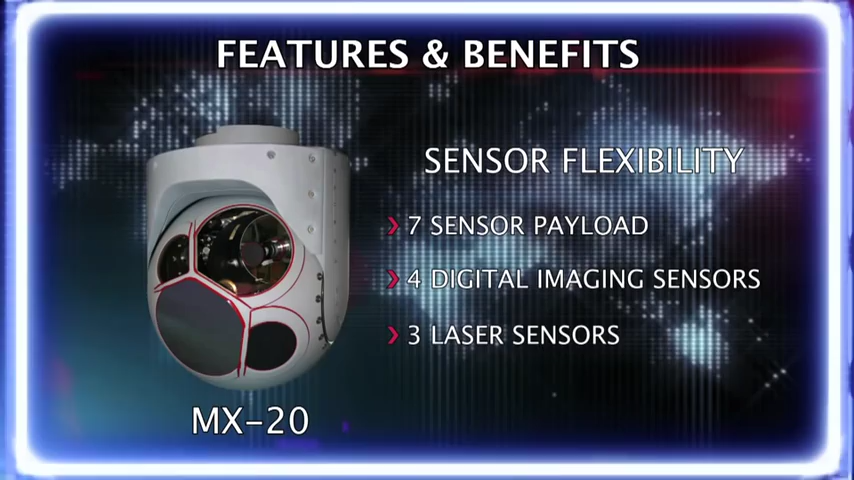 FEATURES & BENEFITS
SENSOR FLEXIBILITY
7 SENSOR PAYLOAD
4 DIGITAL IMAGING SENSORS
3 LASER SENSORS
MX-20